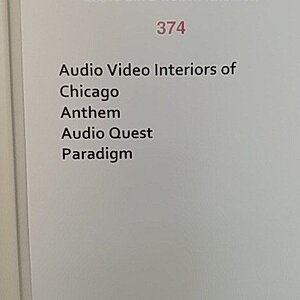 374
Audio Video Interiors of
Chicago
Anthem
Audio Quest
Paradigm